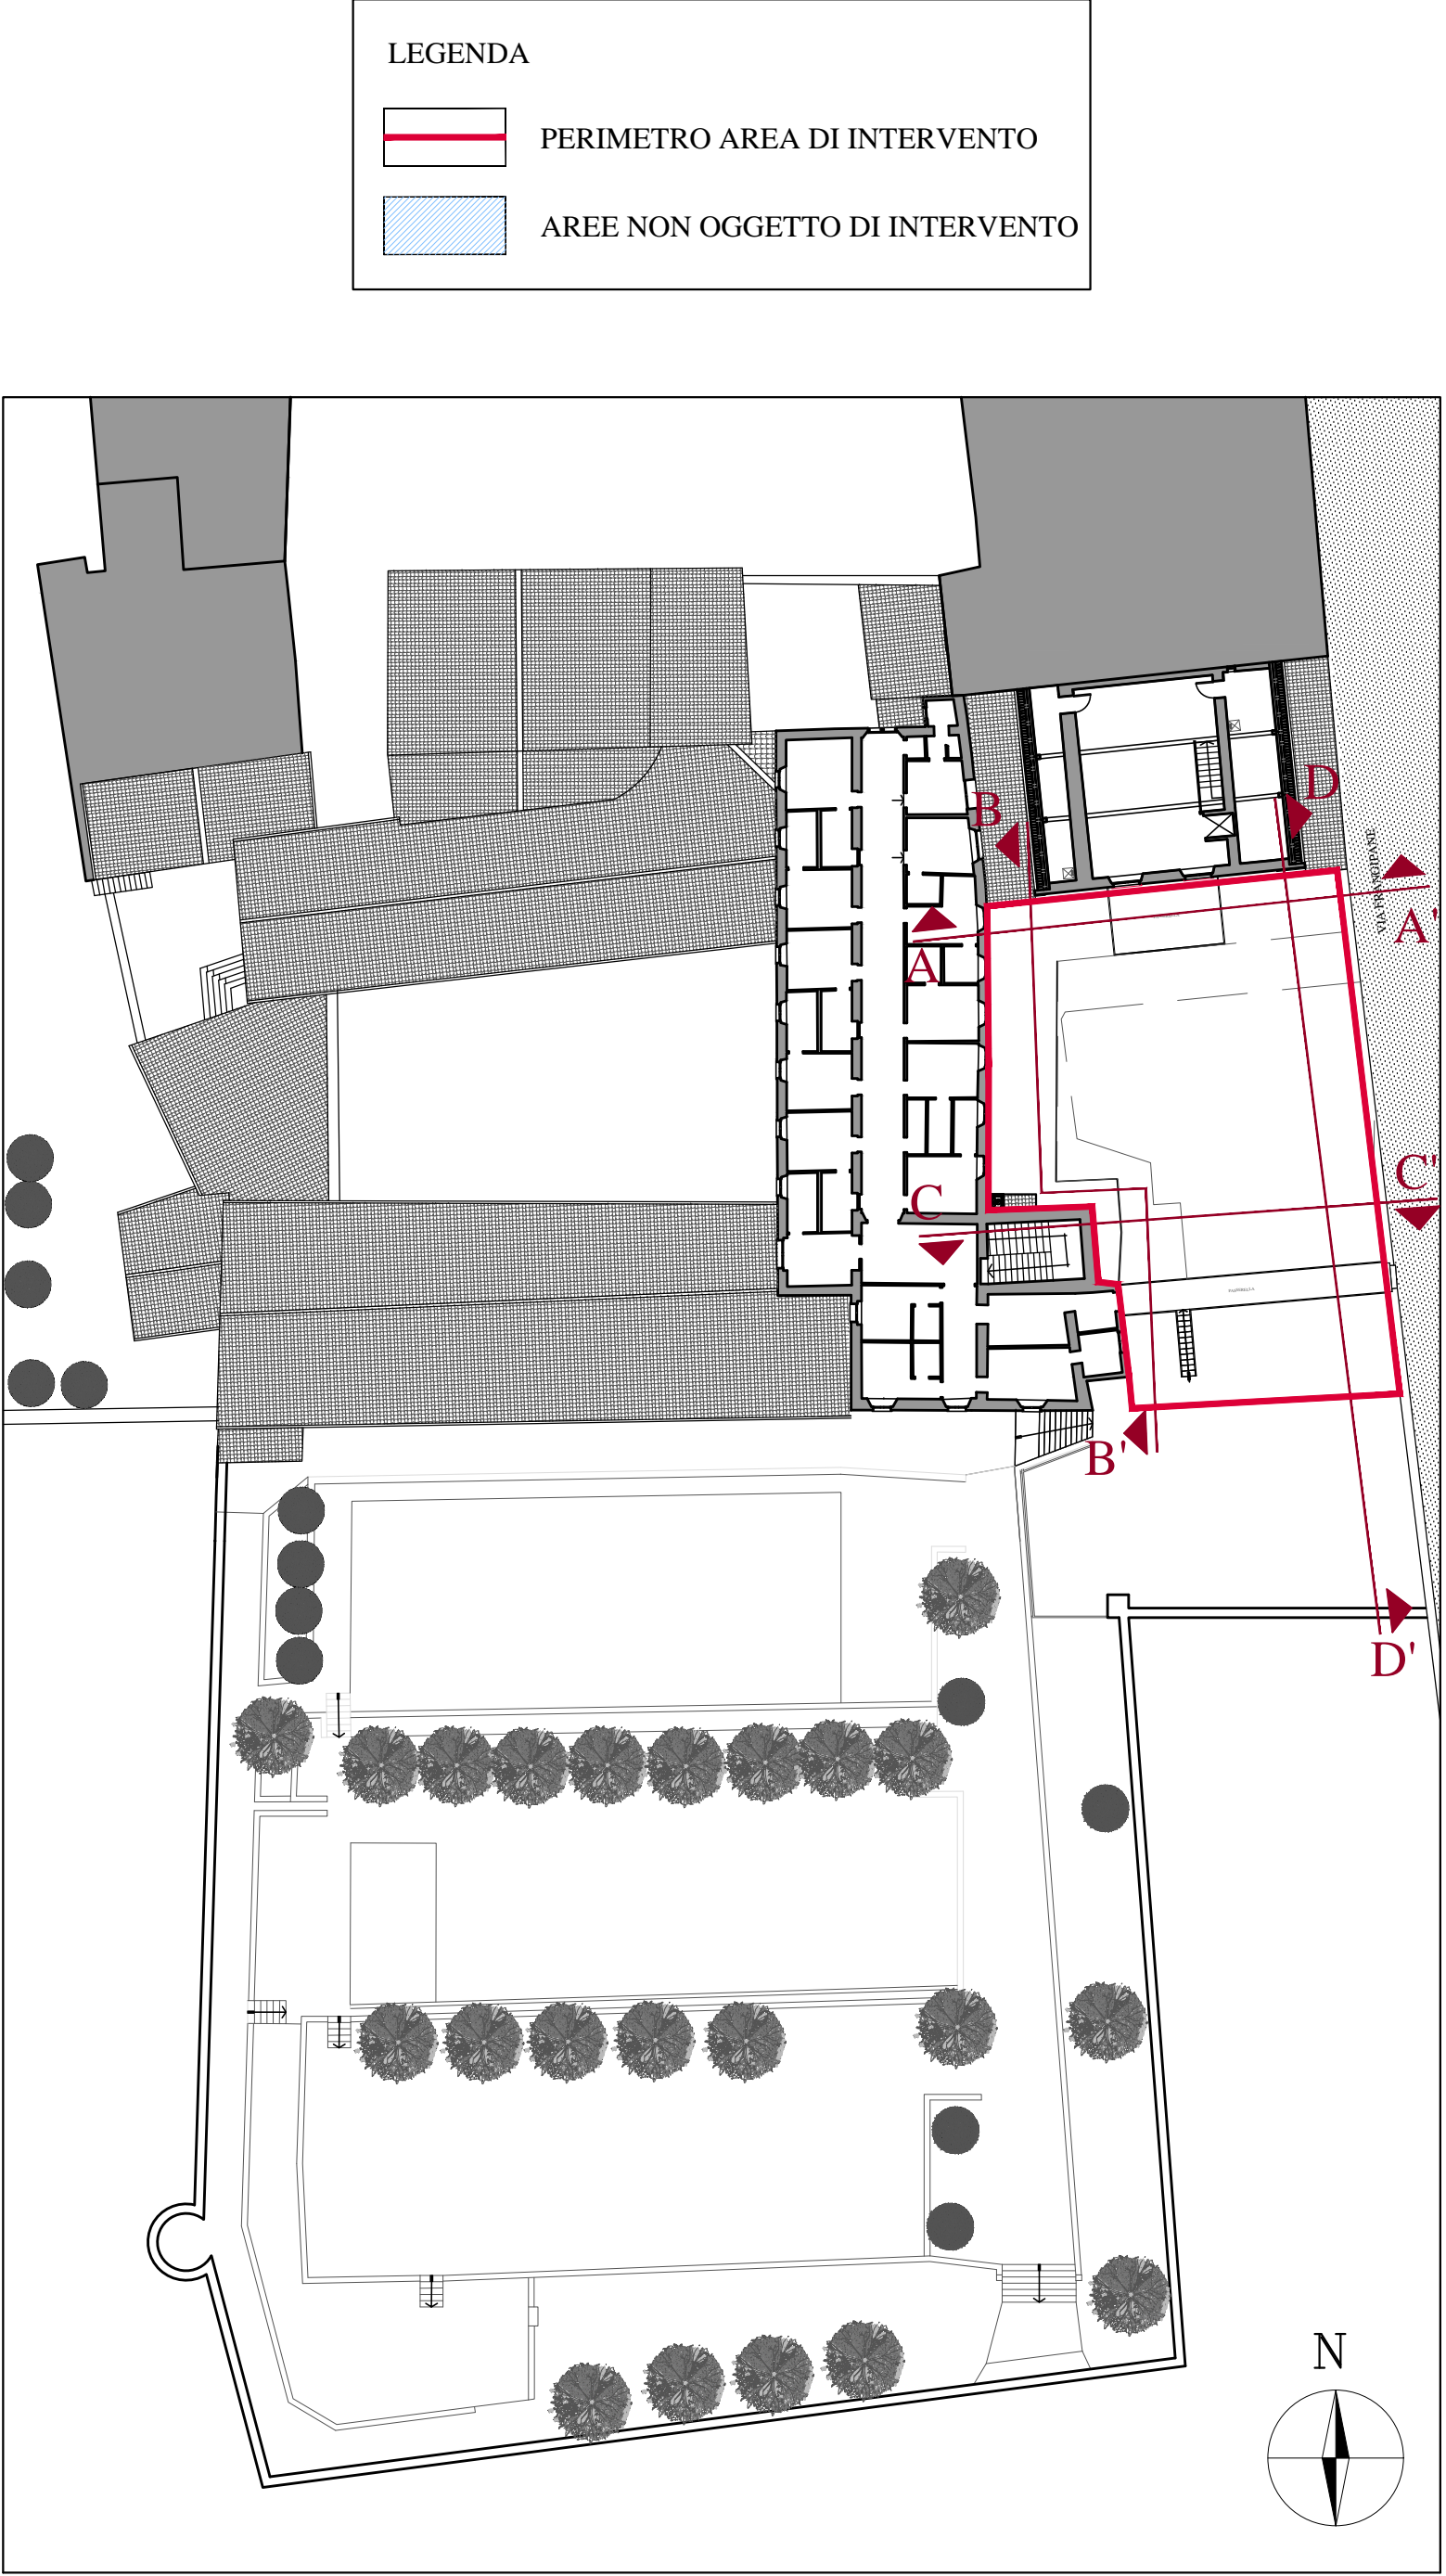 LEGENDA
PERIMETRO AREA DI INTERVENTO
AREE NON OGGETTO DI INTERVENTO
D
B
A'
A
C'
C
B'
D'
N